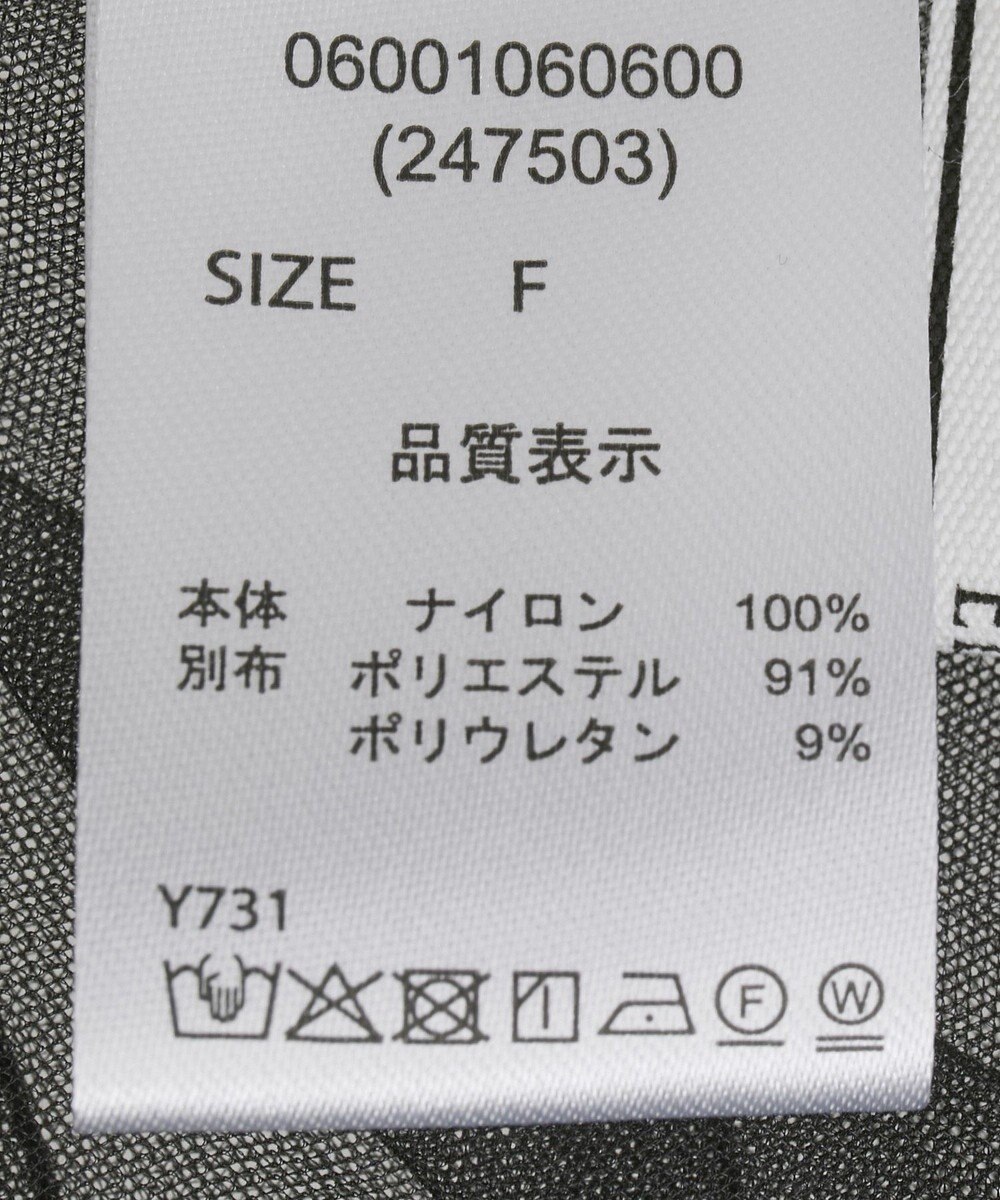 06001060600
(247503)
SIZE F
品質表示
本体 ナイロン 100%
別布 ポリエステル 91%
ポリウレタン 9%
Y731
F W